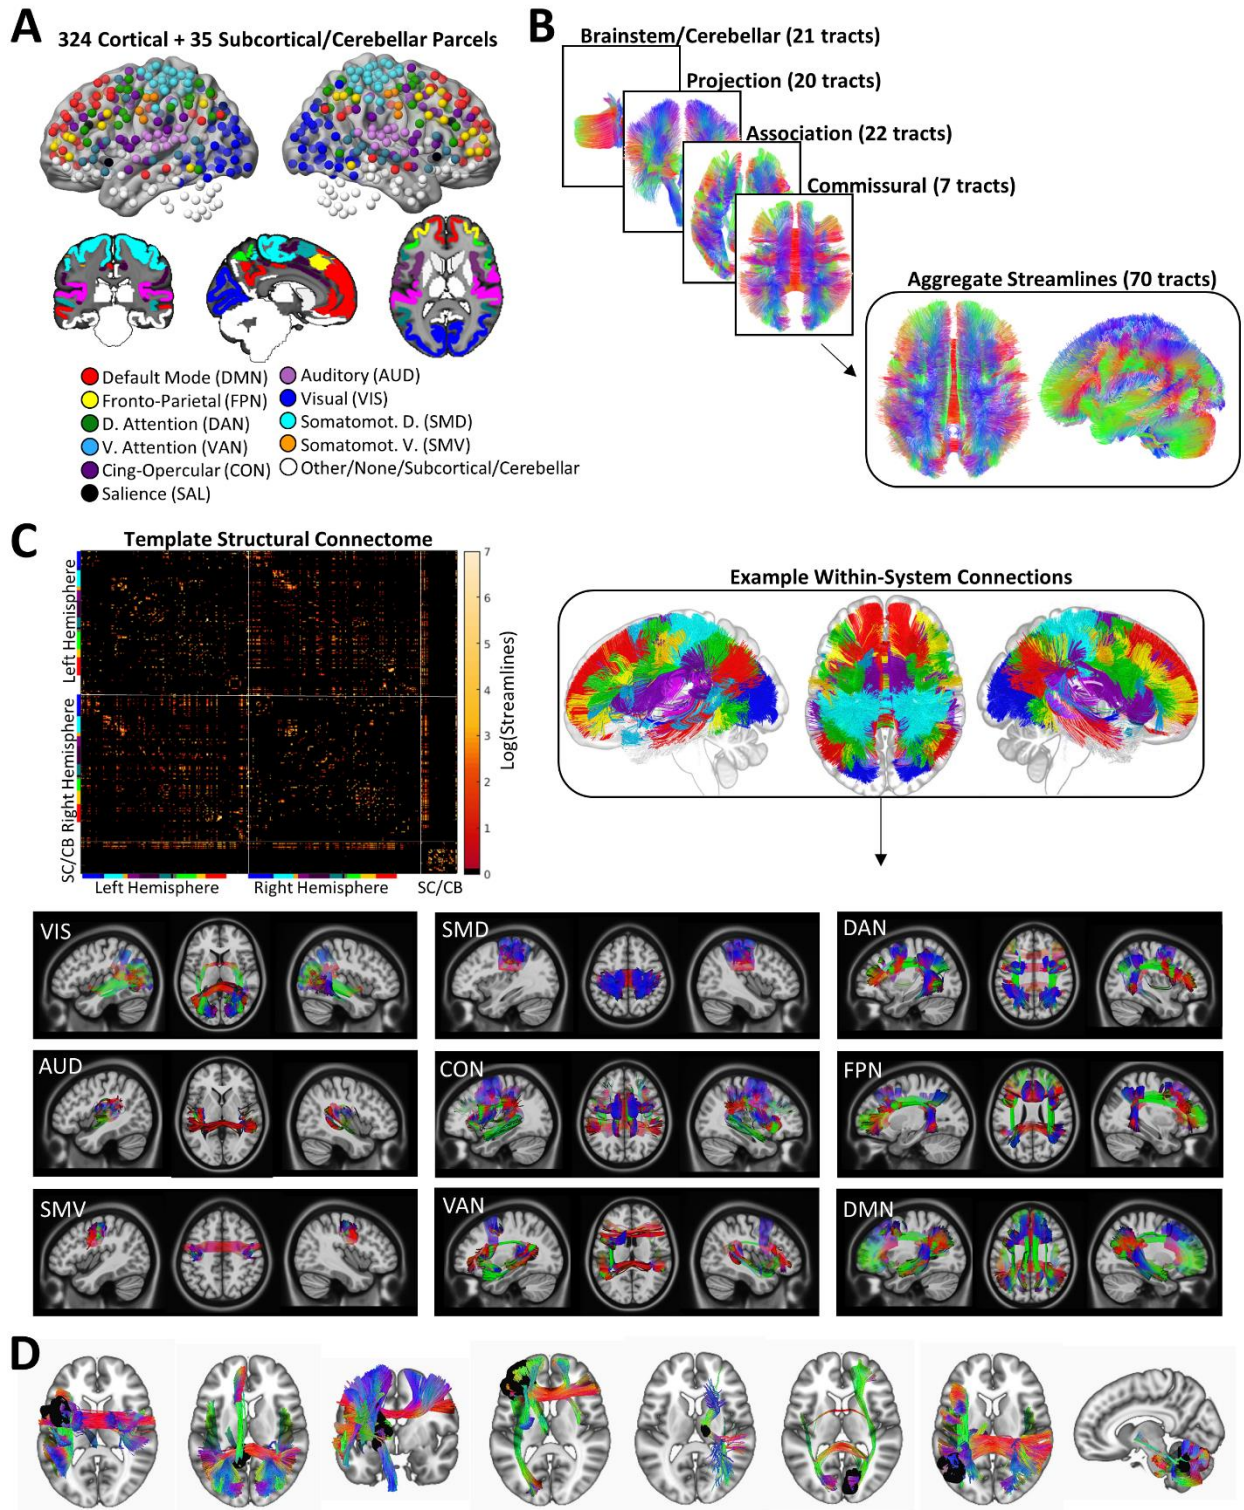 A
324 Cortical + 35 Subcortical/Cerebellar Parcels
Default Mode (DMN)
Fronto-Parietal (FPN)
D. Attention (DAN)
V. Attention (VAN)
Cing-Opercular (CON)
Salience (SAL)
Auditory (AUD)
Visual (VIS)
Somatomot. D. (SMD)
Somatomot. V. (SMV)
Other/None/Subcortical/Cerebellar
B
Brainstem/Cerebellar (21 tracts)
Projection (20 tracts)
Association (22 tracts)
Commissural (7 tracts)
Aggregate Streamlines (70 tracts)
C
Template Structural Connectome
Left Hemisphere
Right Hemisphere
SC/CB
Left Hemisphere
Right Hemisphere
SC/CB
7
6
5
4
3
2
1
0
Log(Streamlines)
Example Within-System Connections
VIS
SMD
DAN
AUD
CON
FPN
SMV
VAN
DMN
D